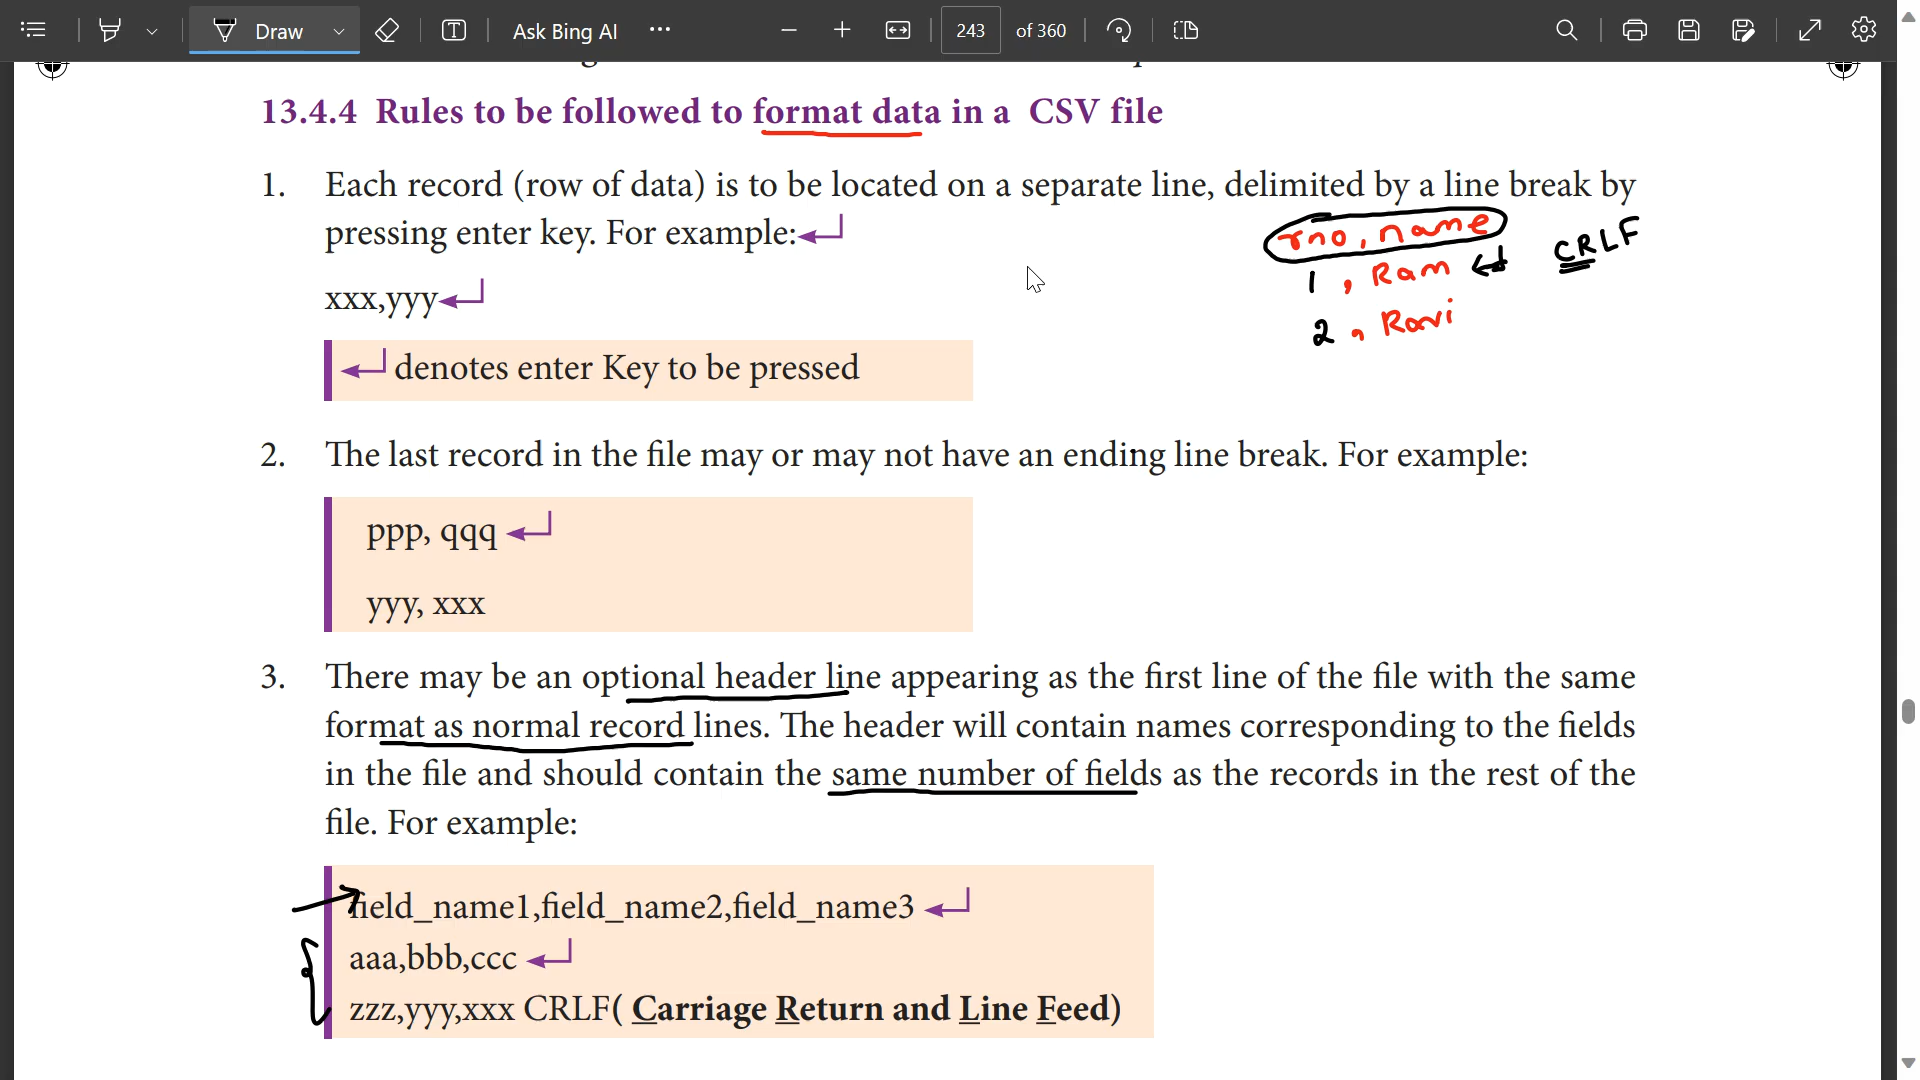 Draw
Ask Bing AI
243 of 360
13.4.4 Rules to be followed to format data in a CSV file
1. Each record (row of data) is to be located on a separate line, delimited by a line break by
pressing enter key. For example:
rno, name
CRLF
1 , Ram
2 , Ravi
xxx,yyy
denotes enter Key to be pressed
2. The last record in the file may or may not have an ending line break. For example:
ppp, qqq
yyy, xxx
3. There may be an optional header line appearing as the first line of the file with the same
format as normal record lines. The header will contain names corresponding to the fields
in the file and should contain the same number of fields as the records in the rest of the
file. For example:
field_name1,field_name2,field_name3
aaa,bbb,ccc
zzz,yyy,xxx CRLF( Carriage Return and Line Feed)